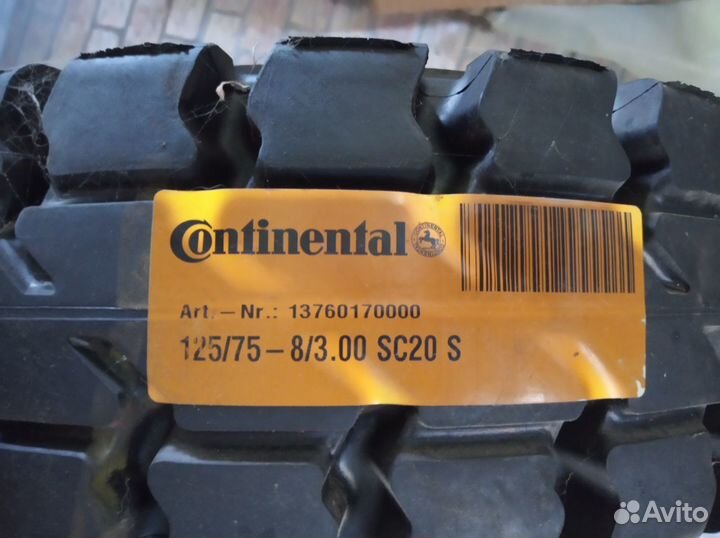 Continental
Art.–Nr.: 13760170000
125/75–8/3.00 SC20 S
Avito